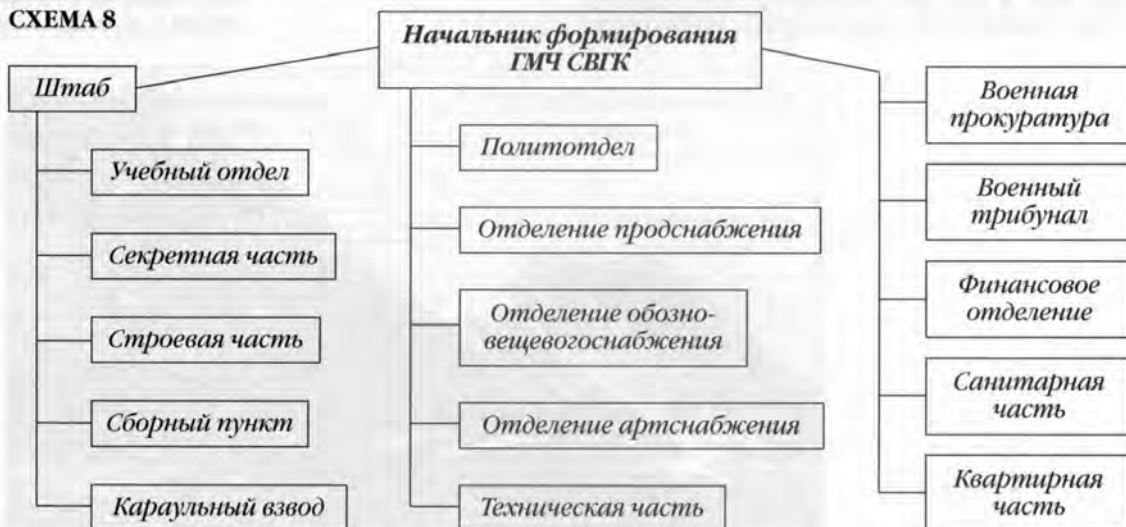 СХЕМА 8
Начальник формирования
ГМЧ СВГК
Штаб
Учебный отдел
Секретная часть
Строевая часть
Сборный пункт
Караульный взвод
Политотдел
Отделение продснабжения
Отделение обозно-
вещевогоснабжения
Отделение артснабжения
Техническая часть
Военная
прокуратура
Военный
трибунал
Финансовое
отделение
Санитарная
часть
Квартирная
часть